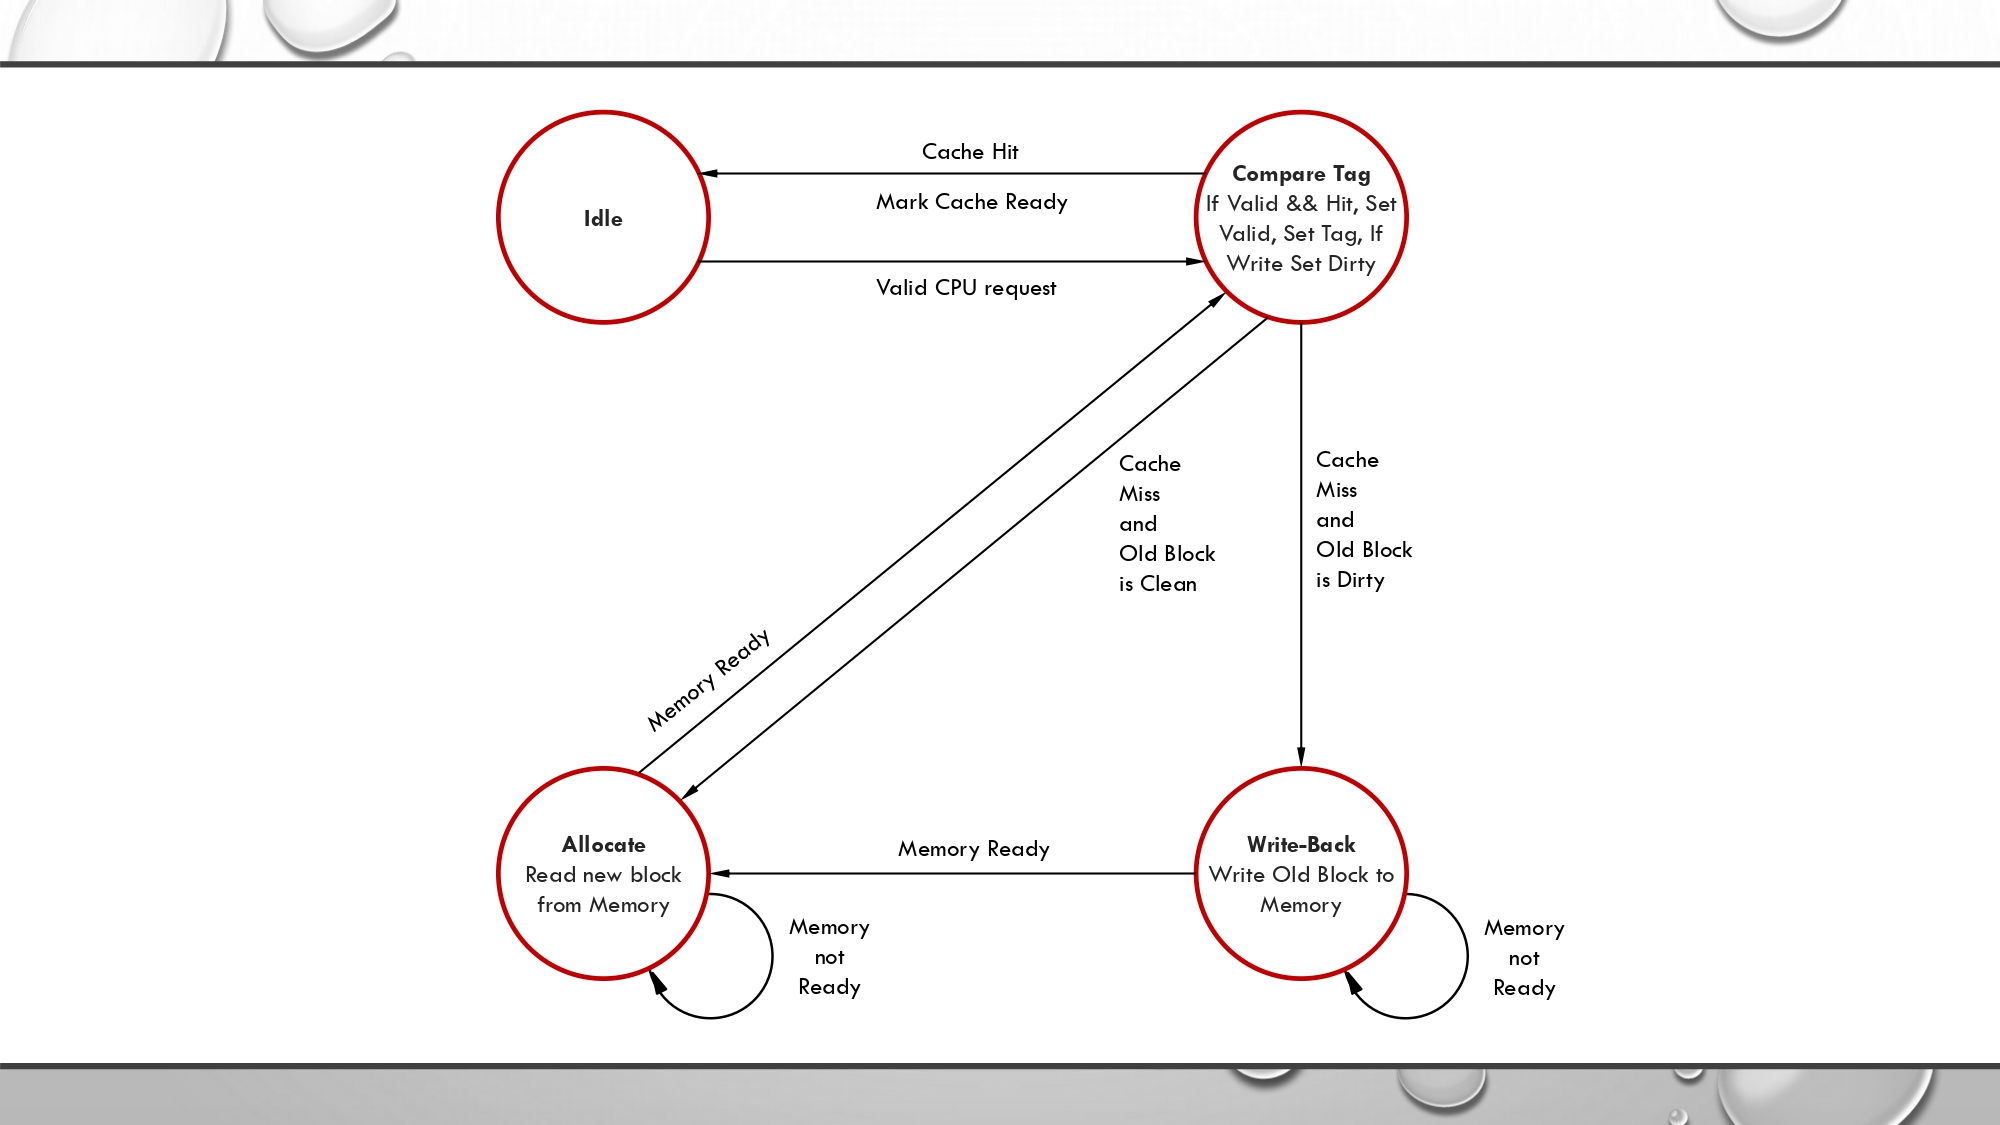 Cache Hit
Mark Cache Ready
Valid CPU request
Idle
Compare Tag
If Valid && Hit, Set
Valid, Set Tag, If
Write Set Dirty
Cache
Miss
and
Old Block
is Clean
Cache
Miss
and
Old Block
is Dirty
Memory Ready
Allocate
Read new block
from Memory
Memory Ready
Write-Back
Write Old Block to
Memory
Memory
not
Ready
Memory
not
Ready